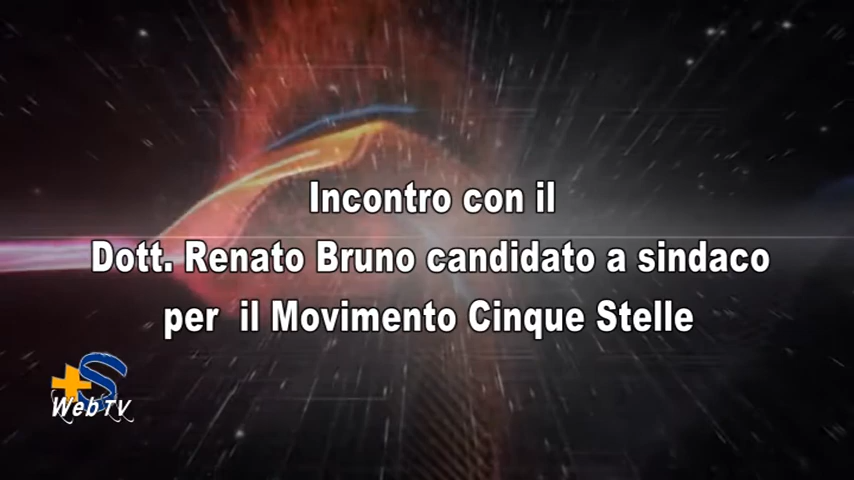 Incontro con il
Dott. Renato Bruno candidato a sindaco
per il Movimento Cinque Stelle
+S
WebTV